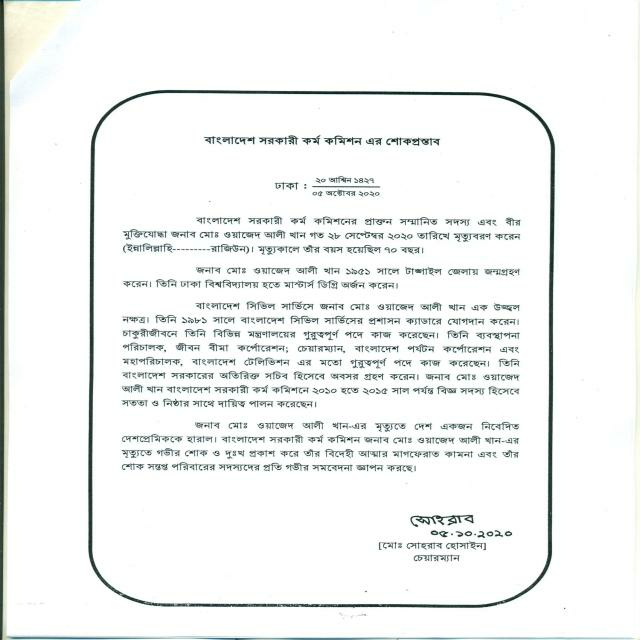 বাংলাদেশ সরকারী কর্ম কমিশন এর শোকপ্রস্তাব
ঢাকা : ২০ আশ্বিন ১৪২৭
০৫ অক্টোবর ২০২০
বাংলাদেশ সরকারী কর্ম কমিশনের প্রাক্তন সম্মানিত সদস্য এবং বীর
মুক্তিযোদ্ধা জনাব মোঃ ওয়াজেদ আলী খান গত ২৮ সেপ্টেম্বর ২০২০ তারিখে মৃত্যুবরণ করেন
(ইন্নালিল্লাহি---------রাজিউন)। মৃত্যুকালে তাঁর বয়স হয়েছিল ৭০ বছর।
জনাব মোঃ ওয়াজেদ আলী খান ১৯৫১ সালে টাঙ্গাইল জেলায় জন্মগ্রহণ
করেন। তিনি ঢাকা বিশ্ববিদ্যালয় হতে মাস্টার্স ডিগ্রি অর্জন করেন।
বাংলাদেশ সিভিল সার্ভিসে জনাব মোঃ ওয়াজেদ আলী খান এক উজ্জ্বল
নক্ষত্র। তিনি ১৯৮১ সালে বাংলাদেশ সিভিল সার্ভিসের প্রশাসন ক্যাডারে যোগদান করেন।
চাকুরীজীবনে তিনি বিভিন্ন মন্ত্রণালয়ের গুরুত্বপূর্ণ পদে কাজ করেছেন। তিনি ব্যবস্থাপনা
পরিচালক, জীবন বীমা কর্পোরেশন; চেয়ারম্যান, বাংলাদেশ পর্যটন কর্পোরেশন এবং
মহাপরিচালক, বাংলাদেশ টেলিভিশন এর মতো গুরুত্বপূর্ণ পদে কাজ করেছেন। তিনি
বাংলাদেশ সরকারের অতিরিক্ত সচিব হিসেবে অবসর গ্রহণ করেন। জনাব মোঃ ওয়াজেদ
আলী খান বাংলাদেশ সরকারী কর্ম কমিশনে ২০১০ হতে ২০১৫ সাল পর্যন্ত বিজ্ঞ সদস্য হিসেবে
সততা ও নিষ্ঠার সাথে দায়িত্ব পালন করেছেন।
জনাব মোঃ ওয়াজেদ আলী খান-এর মৃত্যুতে দেশ একজন নিবেদিত
দেশপ্রেমিককে হারাল। বাংলাদেশ সরকারী কর্ম কমিশন জনাব মোঃ ওয়াজেদ আলী খান-এর
মৃত্যুতে গভীর শোক ও দুঃখ প্রকাশ করে তাঁর বিদেহী আত্মার মাগফেরাত কামনা এবং তাঁর
শোক সন্তপ্ত পরিবারের সদস্যদের প্রতি গভীর সমবেদনা জ্ঞাপন করছে।
সোহরাব
০৫.১০.২০২০
[মোঃ সোহরাব হোসাইন]
চেয়ারম্যান